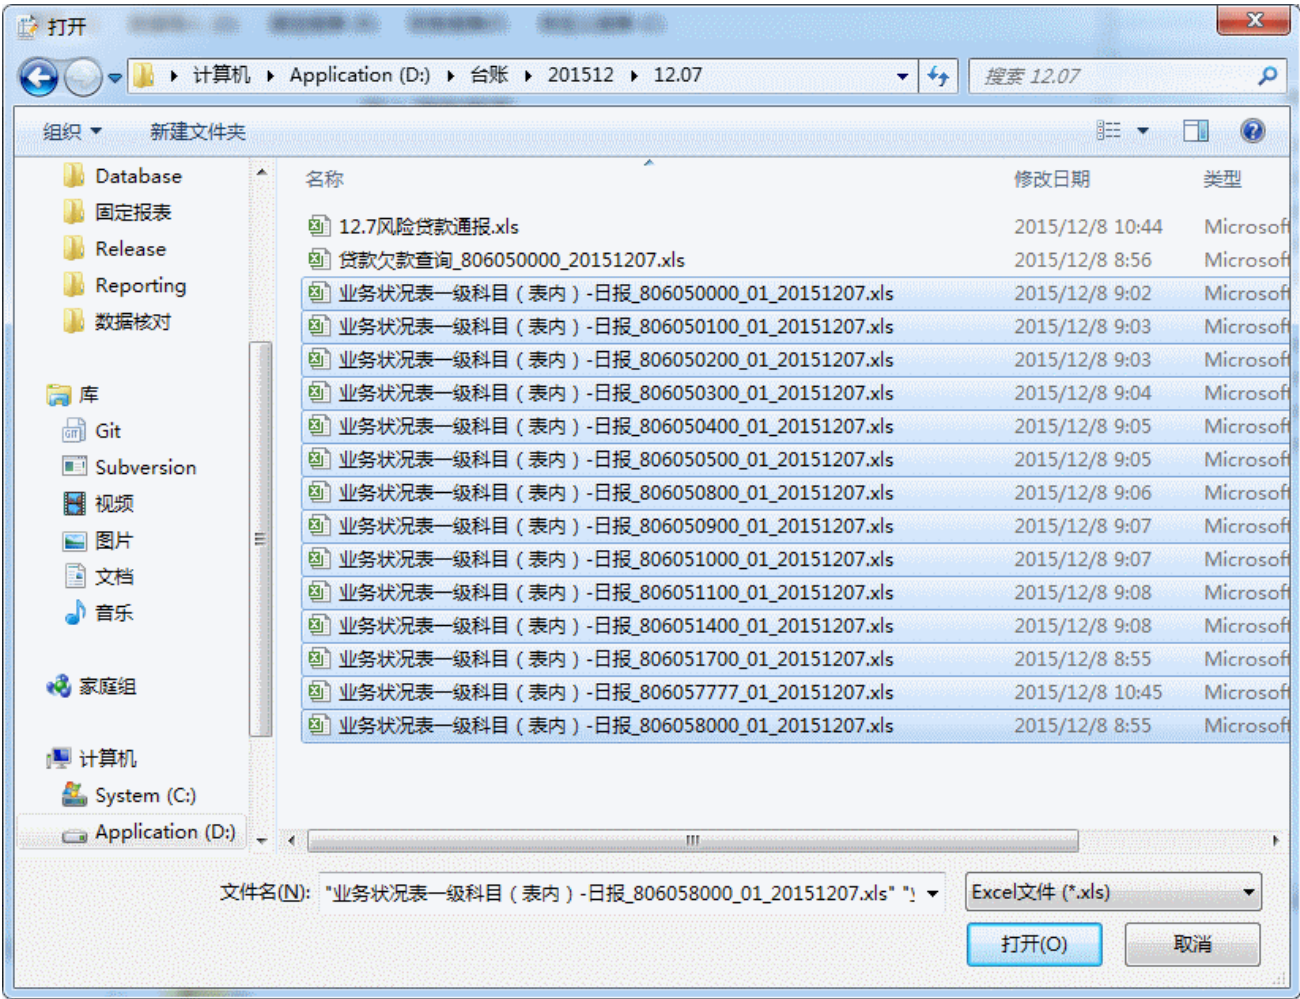 打开
计算机 Application (D:) 台账 201512 12.07
搜索 12.07
组织 新建文件夹
Database
固定报表
Release
Reporting
数据核对
库
Git
Subversion
视频
图片
文档
音乐
家庭组
计算机
System (C:)
Application (D:)
名称 修改日期 类型
12.7风险贷款通报.xls 2015/12/8 10:44 Microsoft
贷款欠款查询_806050000_20151207.xls 2015/12/8 8:56 Microsoft
业务状况表一级科目（表内）-日报_806050000_01_20151207.xls 2015/12/8 9:02 Microsoft
业务状况表一级科目（表内）-日报_806050100_01_20151207.xls 2015/12/8 9:03 Microsoft
业务状况表一级科目（表内）-日报_806050200_01_20151207.xls 2015/12/8 9:03 Microsoft
业务状况表一级科目（表内）-日报_806050300_01_20151207.xls 2015/12/8 9:04 Microsoft
业务状况表一级科目（表内）-日报_806050400_01_20151207.xls 2015/12/8 9:05 Microsoft
业务状况表一级科目（表内）-日报_806050500_01_20151207.xls 2015/12/8 9:05 Microsoft
业务状况表一级科目（表内）-日报_806050800_01_20151207.xls 2015/12/8 9:06 Microsoft
业务状况表一级科目（表内）-日报_806050900_01_20151207.xls 2015/12/8 9:07 Microsoft
业务状况表一级科目（表内）-日报_806051000_01_20151207.xls 2015/12/8 9:07 Microsoft
业务状况表一级科目（表内）-日报_806051100_01_20151207.xls 2015/12/8 9:08 Microsoft
业务状况表一级科目（表内）-日报_806051400_01_20151207.xls 2015/12/8 9:08 Microsoft
业务状况表一级科目（表内）-日报_806051700_01_20151207.xls 2015/12/8 8:55 Microsoft
业务状况表一级科目（表内）-日报_806057777_01_20151207.xls 2015/12/8 10:45 Microsoft
业务状况表一级科目（表内）-日报_806058000_01_20151207.xls 2015/12/8 8:55 Microsoft
文件名(N): "业务状况表一级科目（表内）-日报_806058000_01_20151207.xls" "
Excel文件 (*.xls)
打开(O) 取消